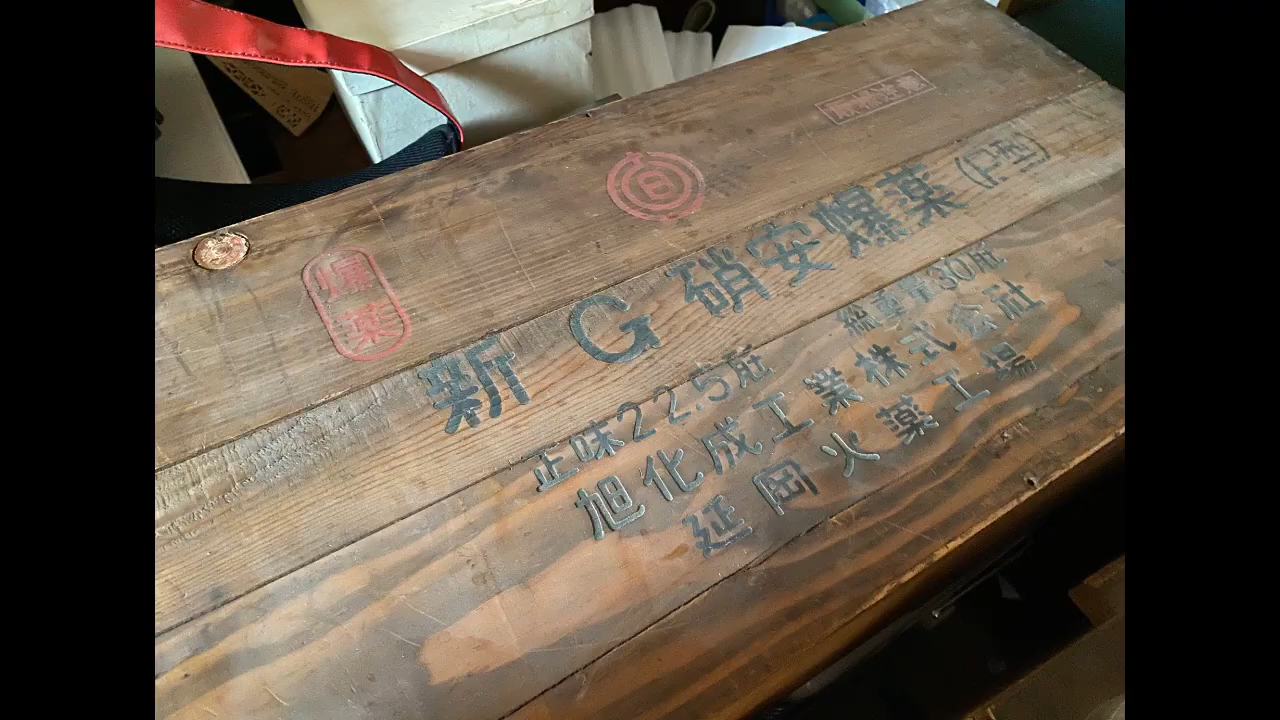 爆薬
新 G 硝安爆薬 (P型)
正味22.5瓩
総重量30瓩
旭化成工業株式会社
延岡火薬工場